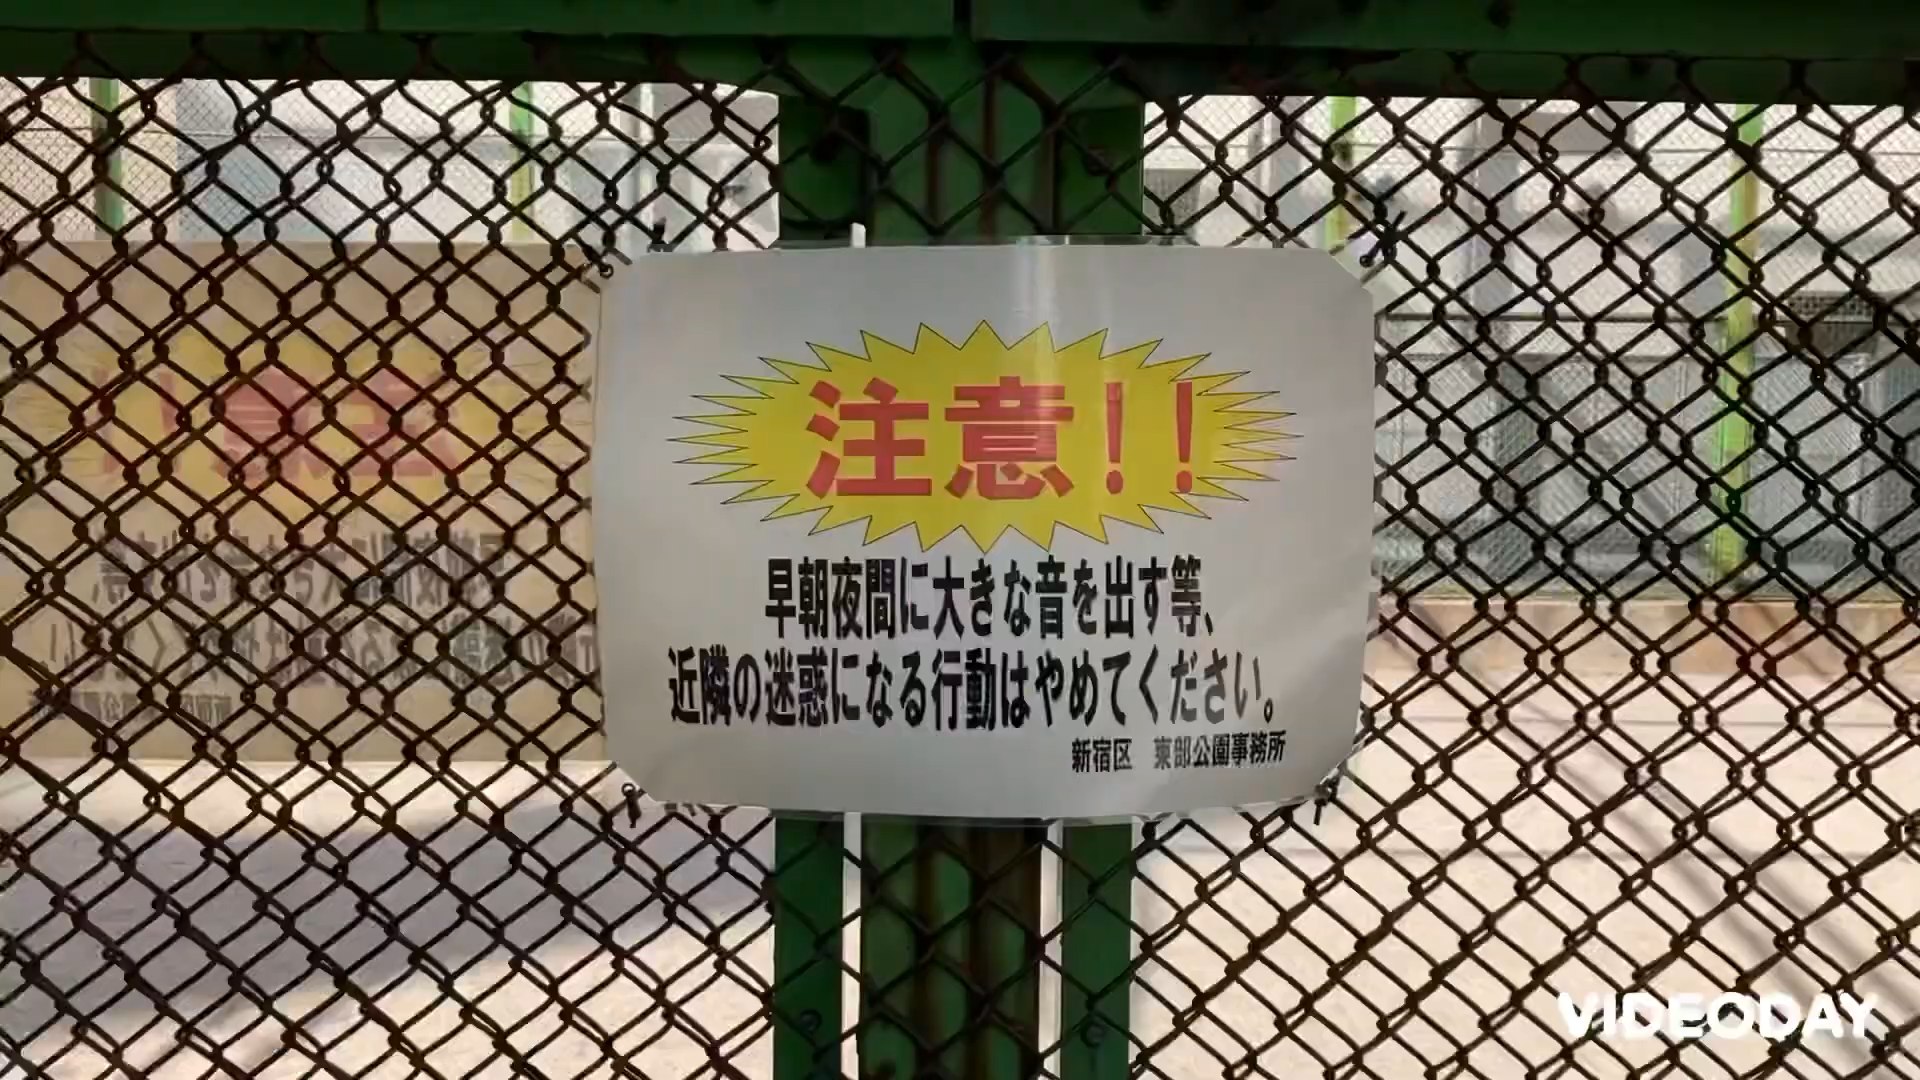 注意!!
早朝夜間に大きな音を出す等、
近隣の迷惑になる行動はやめてください。
新宿区 東部公園事務所
VIDEODAY